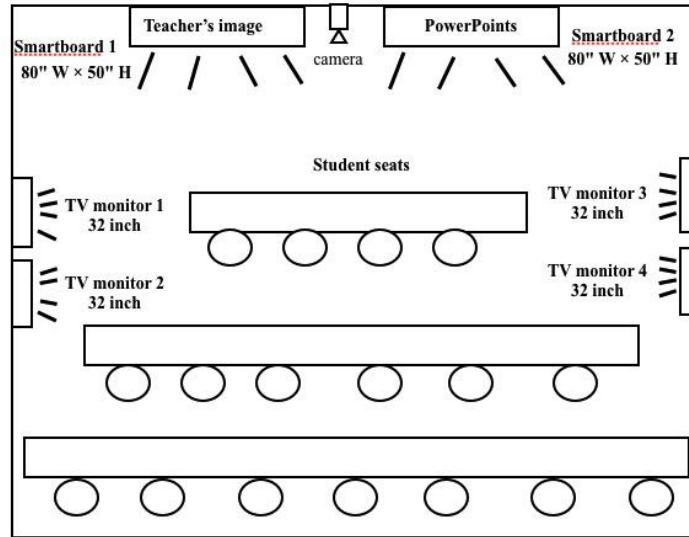 Teacher's image
PowerPoints
Smartboard 1
80" W × 50" H
camera
Smartboard 2
80" W × 50" H
Student seats
TV monitor 1
32 inch
TV monitor 3
32 inch
TV monitor 2
32 inch
TV monitor 4
32 inch